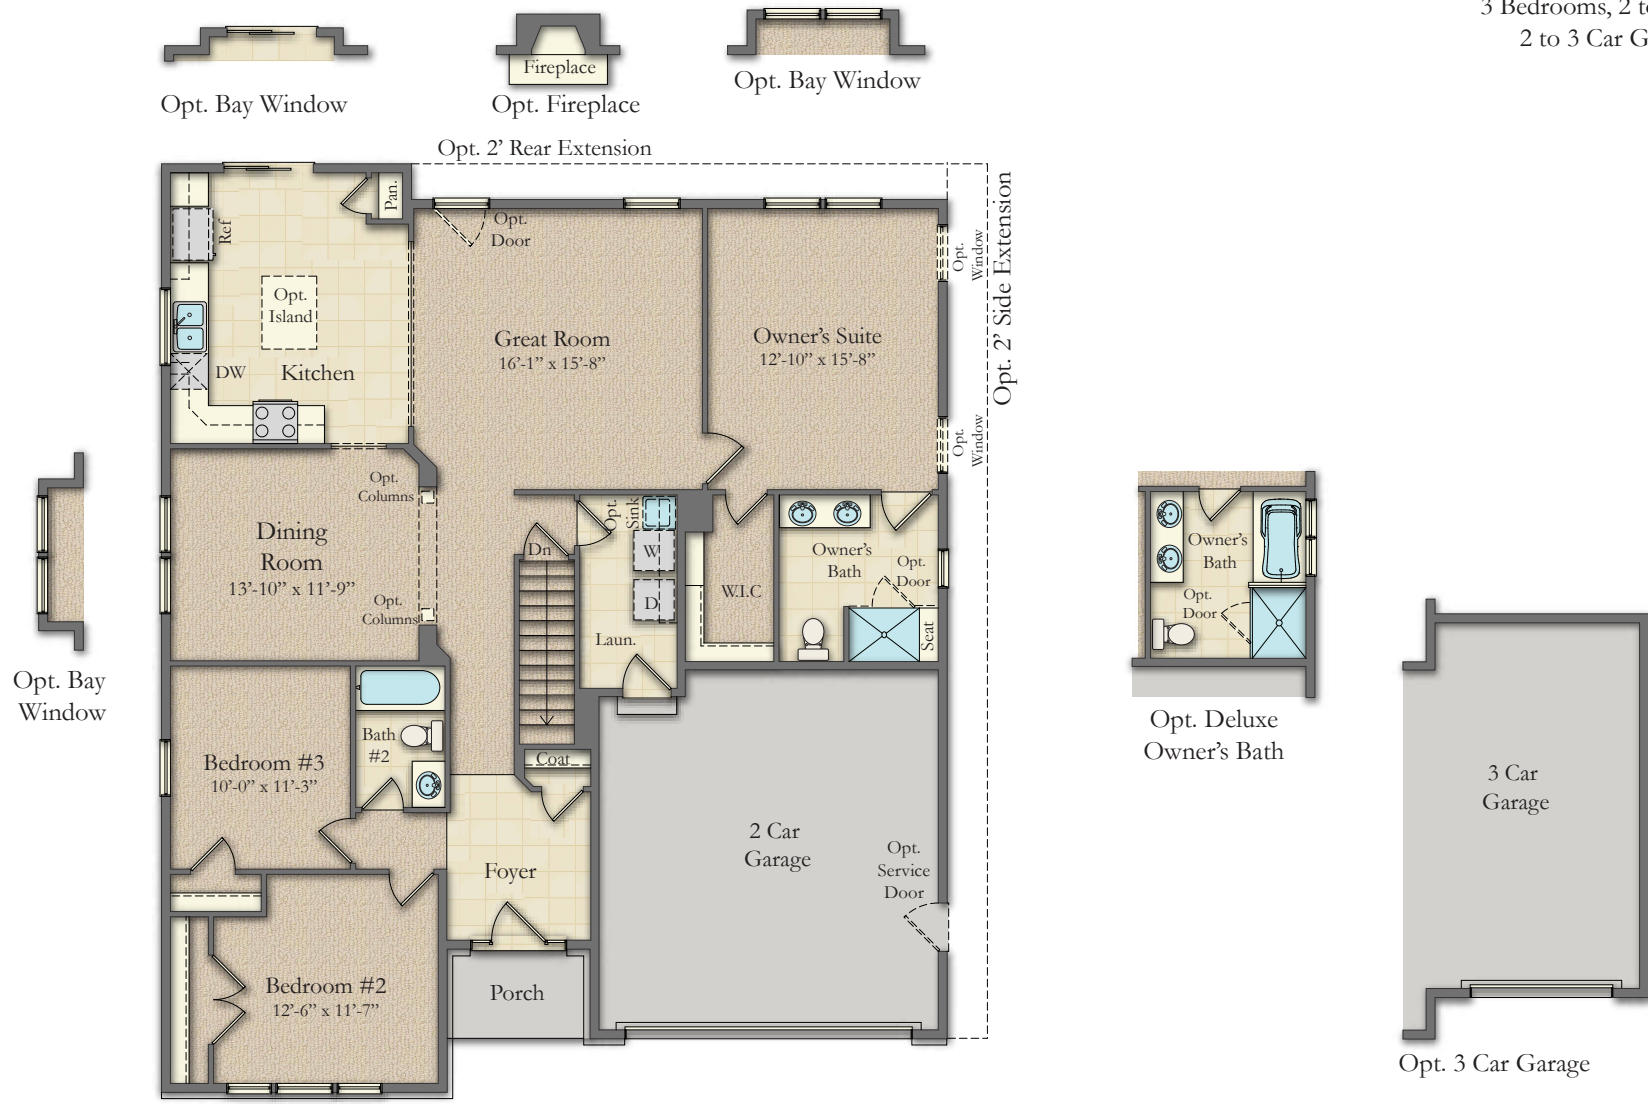 3 Bedrooms, 2 t
2 to 3 Car G
Fireplace
Opt. Bay Window
Opt. Fireplace
Opt. Bay Window
Opt. 2' Rear Extension
Opt. 2' Side Extension
Pan.
Ref
Opt.
Door
Opt.
Window
Opt.
Island
Great Room
16'-1” x 15'-8”
Owner's Suite
12'-10” x 15'-8”
DW
Kitchen
Opt.
Window
Opt.
Columns
Dining
Room
13'-10” x 11'-9”
Opt.
Columns
Dn
Opt.
Sink
W
D
Laun.
W.I.C
Owner's
Bath
Opt.
Door
Seat
Opt. Bay
Window
Owner's
Bath
Opt.
Door
Opt. Deluxe
Owner's Bath
Bath
#2
Bedroom #3
10'-0” x 11'-3”
Coat
Foyer
2 Car
Garage
Opt.
Service
Door
3 Car
Garage
Bedroom #2
12'-6” x 11'-7”
Porch
Opt. 3 Car Garage